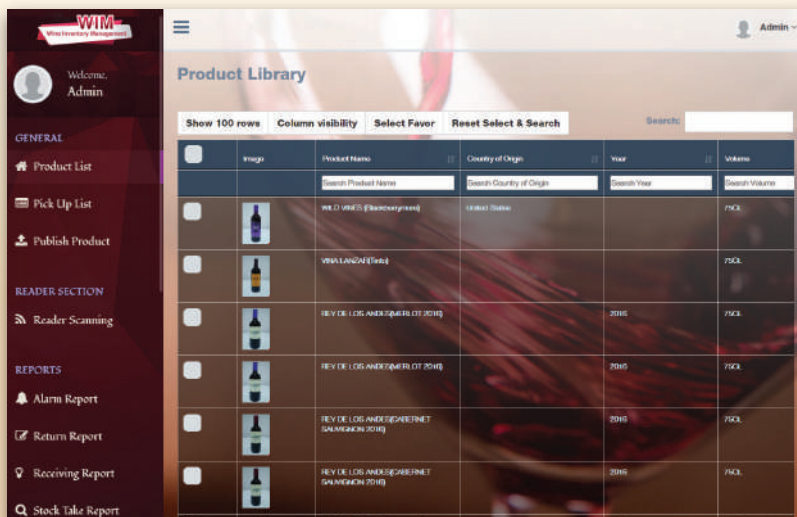 WIM
Wine Inventory Management
Admin
Welcome,
Admin
Product Library
Show 100 rows Column visibility Select Favor Reset Select & Search Search:
GENERAL
Product List
Pick Up List
Publish Product
READER SECTION
Reader Scanning
REPORTS
Alarm Report
Return Report
Receiving Report
Stock Take Report
Image Product Name Country of Origin Year Volume
Search Product Name Search Country of Origin Search Year Search Volume
WILD VINES (Blackberrymuni) United States 75CL
VINA LANZAR(Tinto) 75CL
REY DE LOS ANDES(MERLOT 2016) 2016 75CL
REY DE LOS ANDES(MERLOT 2016) 2016 75CL
REY DE LOS ANDES(CABERNET
SAUVIGNON 2016) 2016 75CL
REY DE LOS ANDES(CABERNET
SAUVIGNON 2016) 2016 75CL